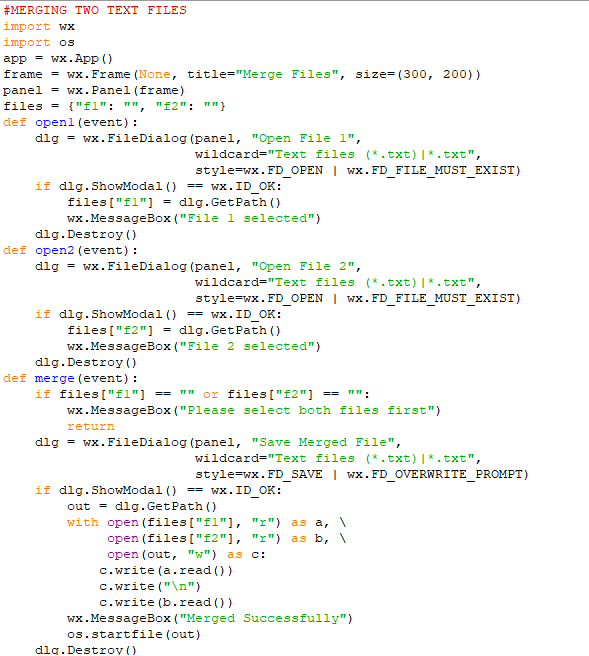 #MERGING TWO TEXT FILES
import wx
import os
app = wx.App()
frame = wx.Frame(None, title="Merge Files", size=(300, 200))
panel = wx.Panel(frame)
files = {"f1": "", "f2": ""}
def open1(event):
    dlg = wx.FileDialog(panel, "Open File 1",
                        wildcard="Text files (*.txt)|*.txt",
                        style=wx.FD_OPEN | wx.FD_FILE_MUST_EXIST)
    if dlg.ShowModal() == wx.ID_OK:
        files["f1"] = dlg.GetPath()
        wx.MessageBox("File 1 selected")
    dlg.Destroy()
def open2(event):
    dlg = wx.FileDialog(panel, "Open File 2",
                        wildcard="Text files (*.txt)|*.txt",
                        style=wx.FD_OPEN | wx.FD_FILE_MUST_EXIST)
    if dlg.ShowModal() == wx.ID_OK:
        files["f2"] = dlg.GetPath()
        wx.MessageBox("File 2 selected")
    dlg.Destroy()
def merge(event):
    if files["f1"] == "" or files["f2"] == "":
        wx.MessageBox("Please select both files first")
        return
    dlg = wx.FileDialog(panel, "Save Merged File",
                        wildcard="Text files (*.txt)|*.txt",
                        style=wx.FD_SAVE | wx.FD_OVERWRITE_PROMPT)
    if dlg.ShowModal() == wx.ID_OK:
        out = dlg.GetPath()
        with open(files["f1"], "r") as a, \
             open(files["f2"], "r") as b, \
             open(out, "w") as c:
            c.write(a.read())
            c.write("\n")
            c.write(b.read())
        wx.MessageBox("Merged Successfully")
        os.startfile(out)
    dlg.Destroy()